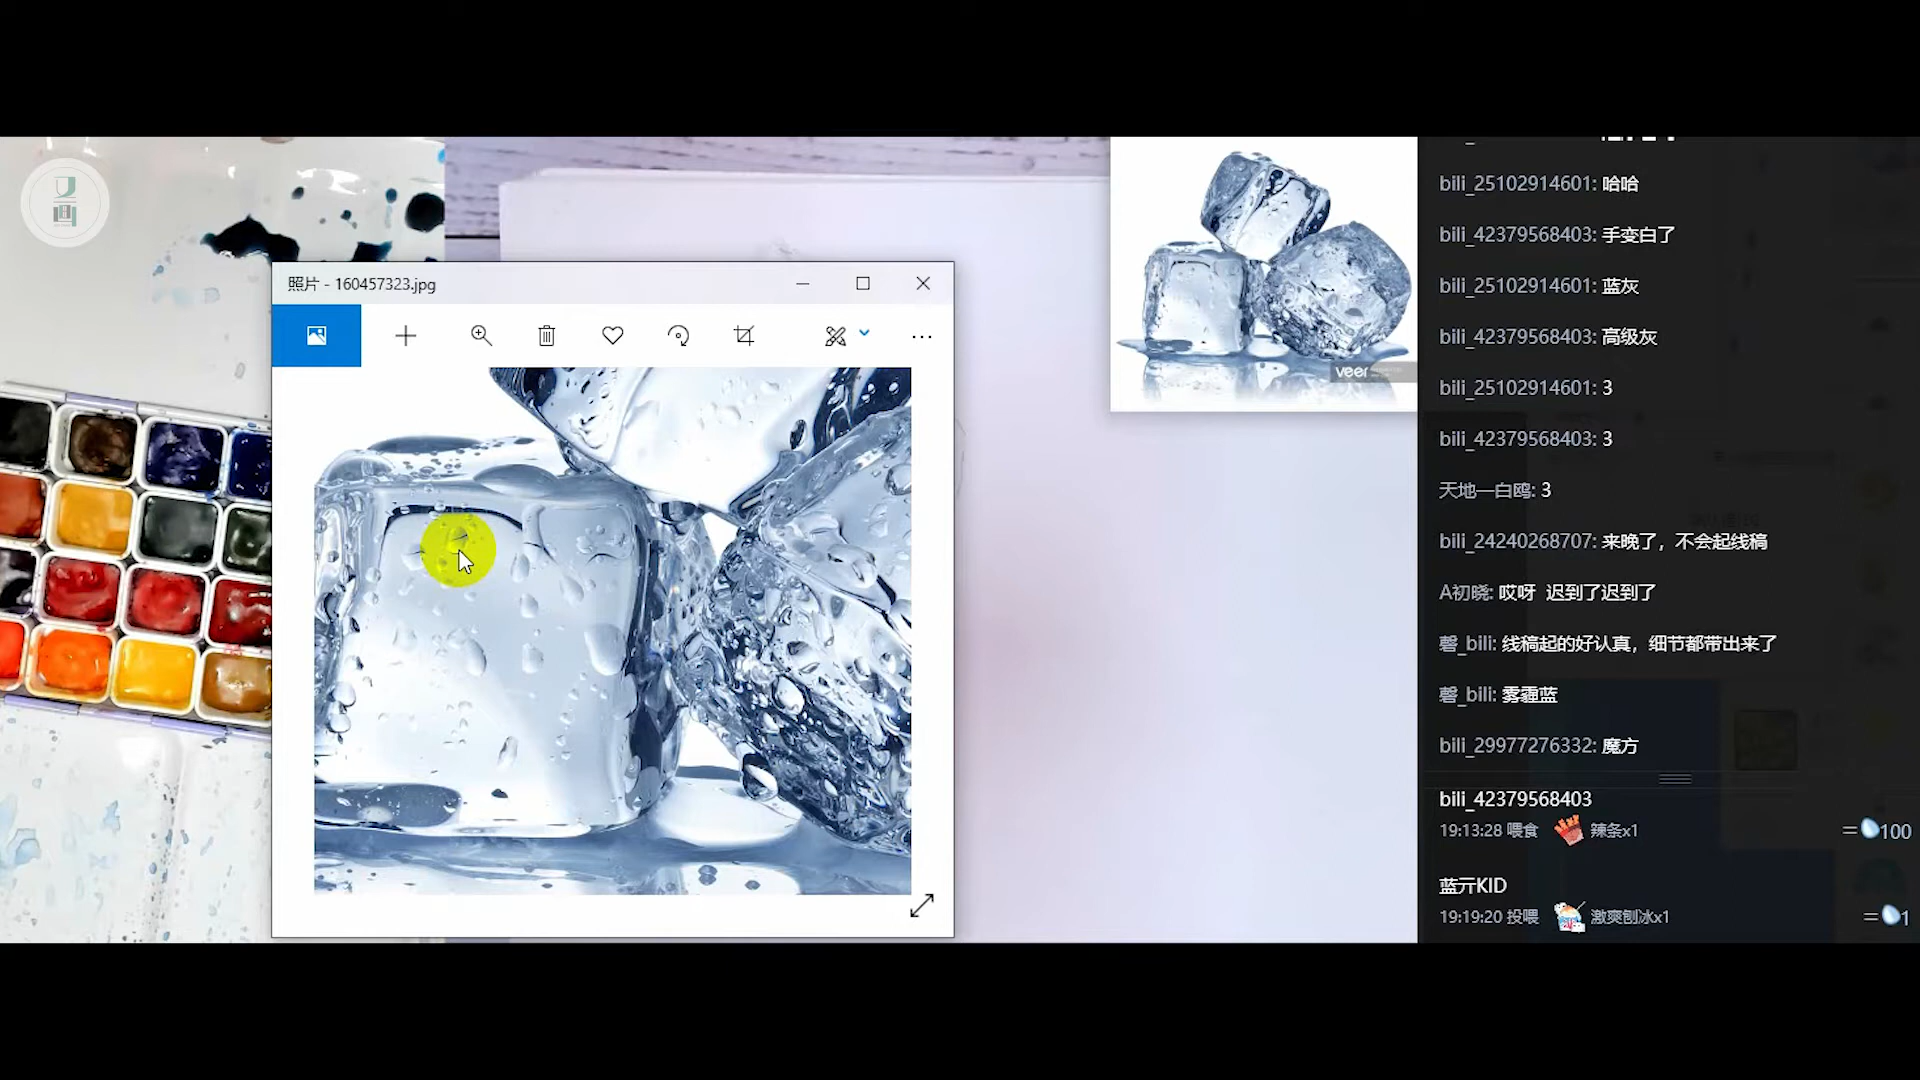 照片 - 160457323.jpg
veer
bili_25102914601: 哈哈
bili_42379568403: 手变白了
bili_25102914601: 蓝灰
bili_42379568403: 高级灰
bili_25102914601: 3
bili_42379568403: 3
天地一白鸥: 3
bili_24240268707: 来晚了，不会起线稿
A初晓: 哎呀 迟到了迟到了
磬_bili: 线稿起的好认真，细节都带出来了
磬_bili: 雾霾蓝
bili_29977276332: 魔方
bili_42379568403
19:13:28 喂食 辣条x1 = 100
蓝亓KID
19:19:20 投喂 激爽刨冰x1 = 1